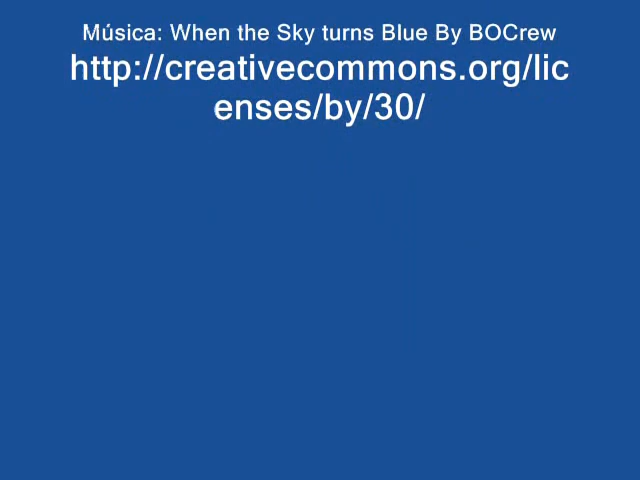 Música: When the Sky turns Blue By BOCrew
http://creativecommons.org/lic
enses/by/30/